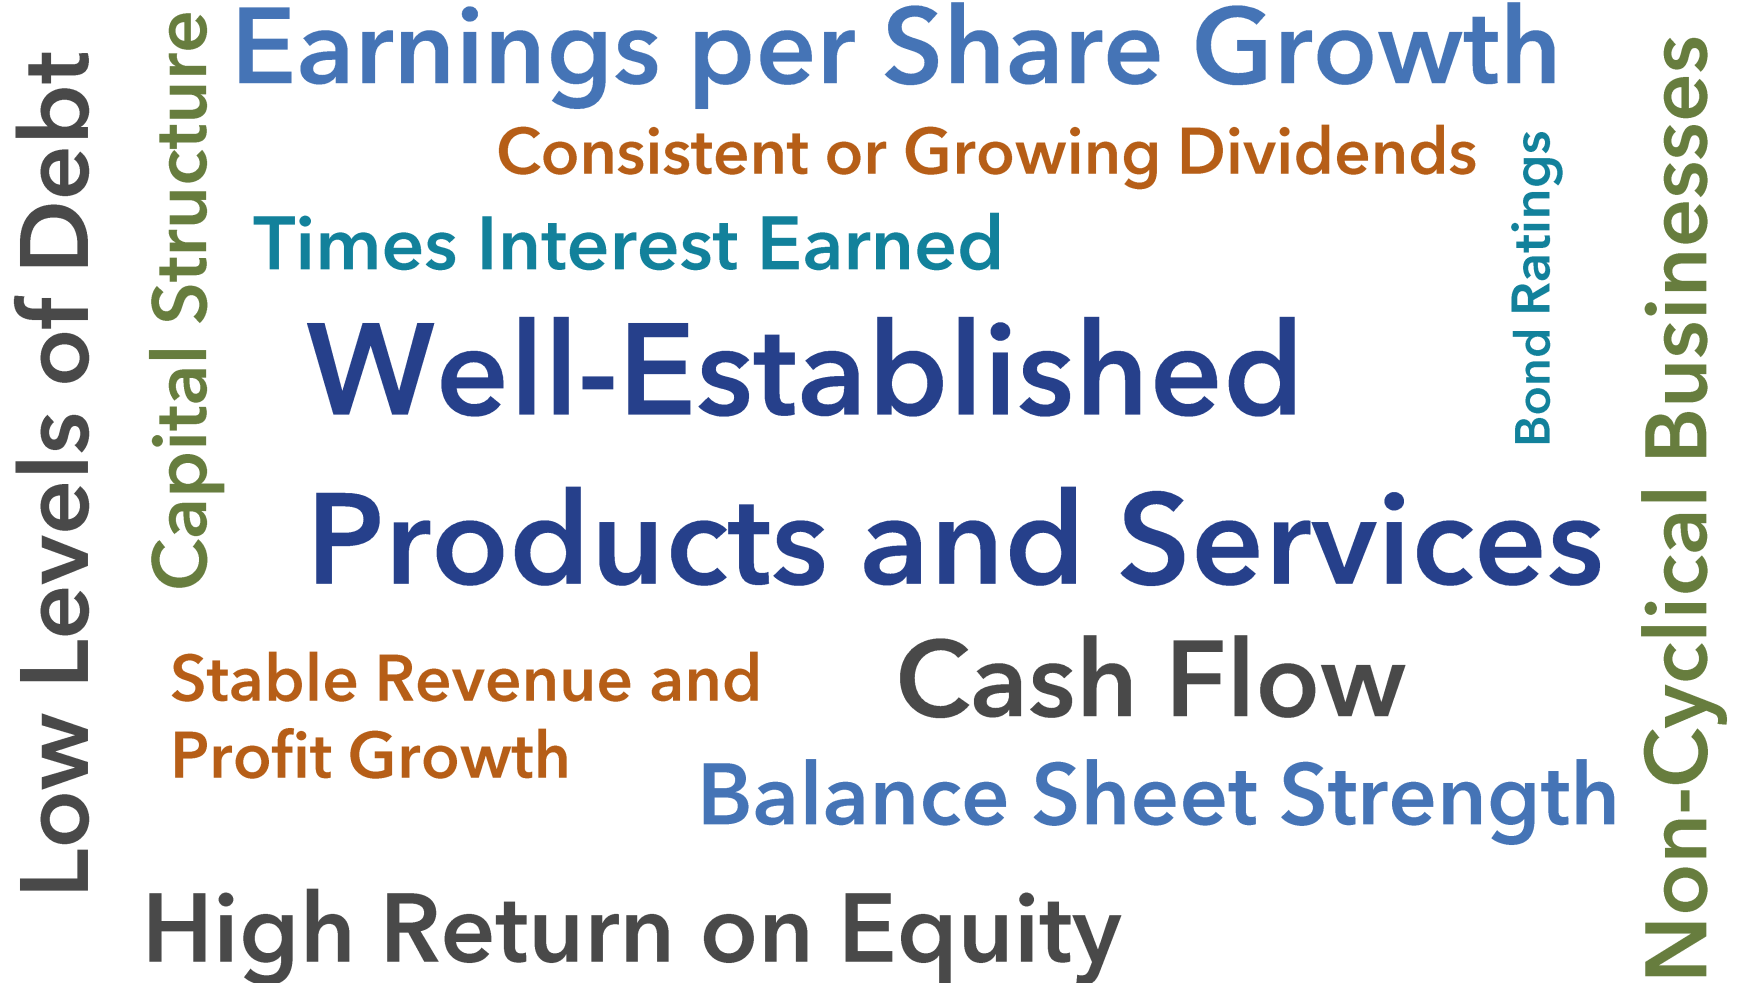 Low Levels of Debt
Capital Structure
Earnings per Share Growth
Consistent or Growing Dividends
Times Interest Earned
Bond Ratings
Non-Cyclical Businesses
Well-Established
Products and Services
Stable Revenue and
Profit Growth
Cash Flow
Balance Sheet Strength
High Return on Equity